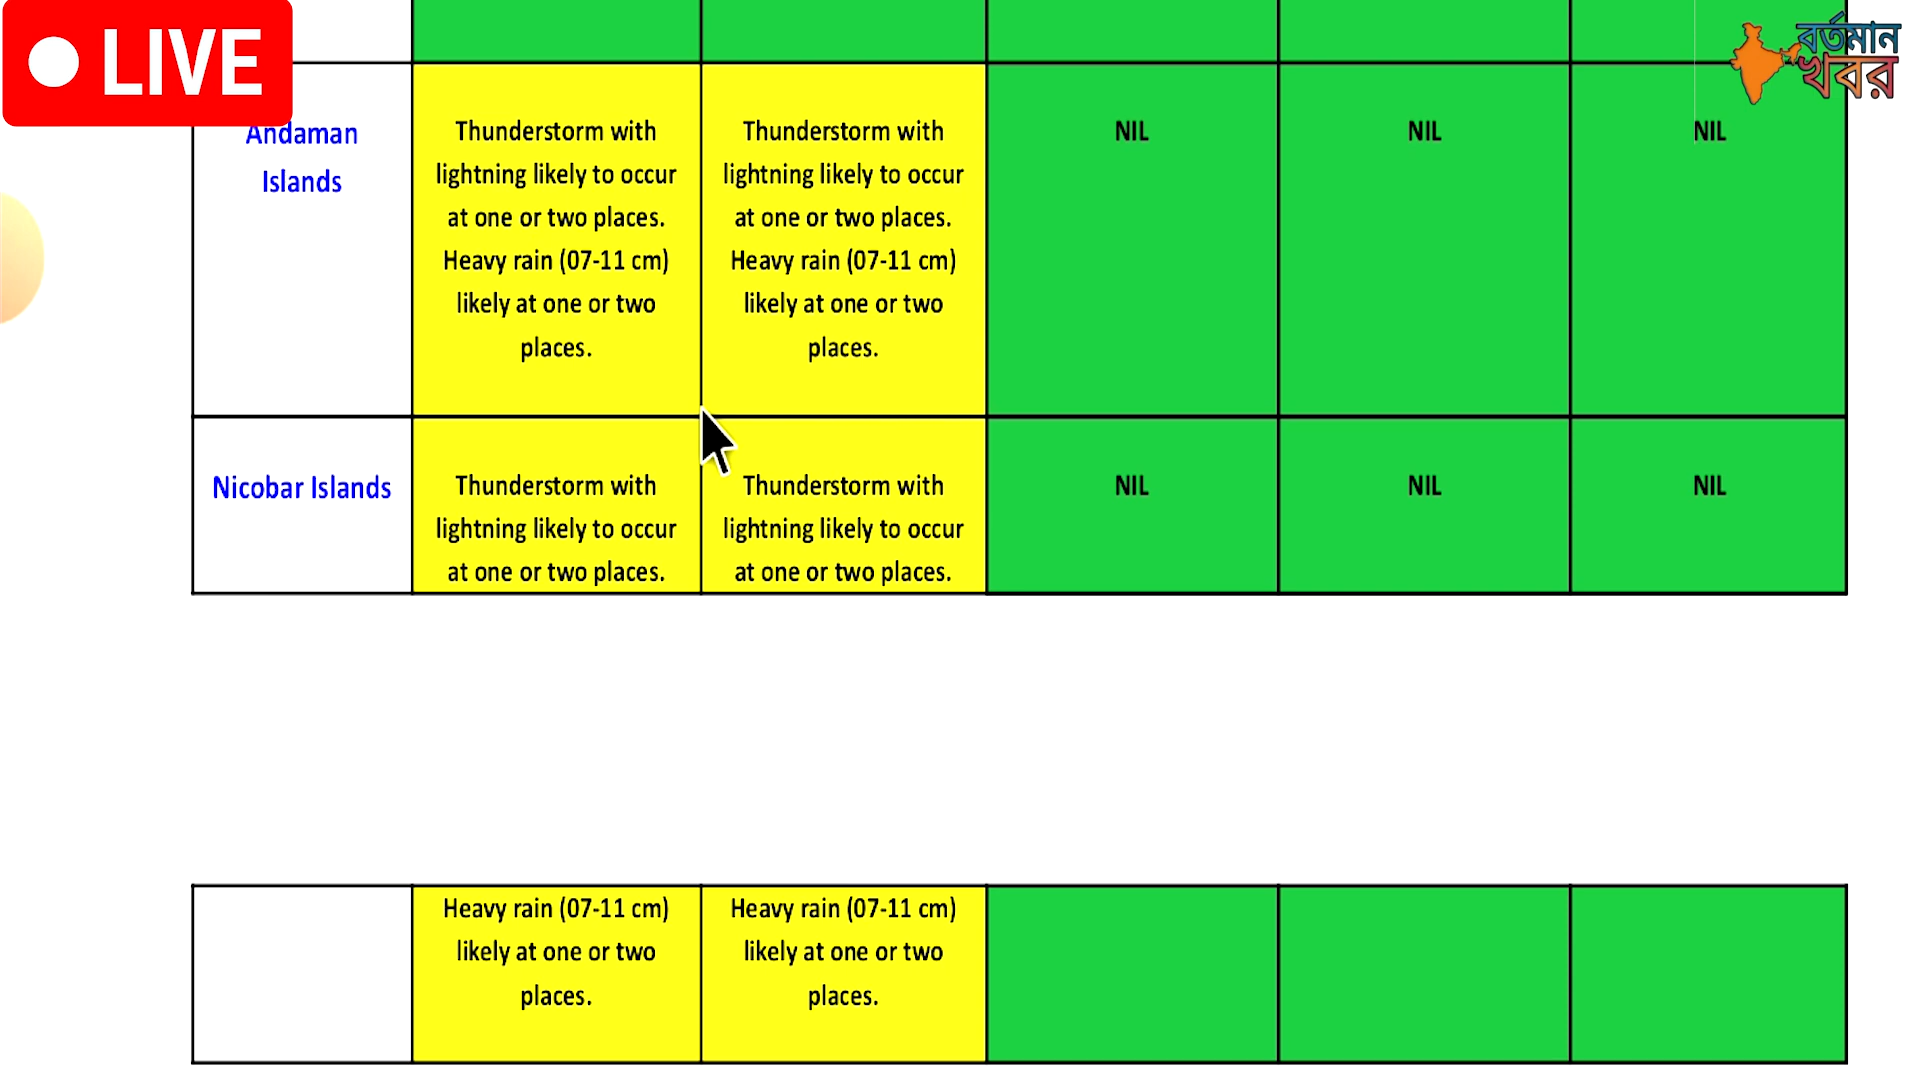 LIVE
বর্তমান
খবর
Andaman
Islands
Thunderstorm with
lightning likely to occur
at one or two places.
Heavy rain (07-11 cm)
likely at one or two
places.
Thunderstorm with
lightning likely to occur
at one or two places.
Heavy rain (07-11 cm)
likely at one or two
places.
NIL
NIL
NIL
Nicobar Islands
Thunderstorm with
lightning likely to occur
at one or two places.
Thunderstorm with
lightning likely to occur
at one or two places.
NIL
NIL
NIL
Heavy rain (07-11 cm)
likely at one or two
places.
Heavy rain (07-11 cm)
likely at one or two
places.